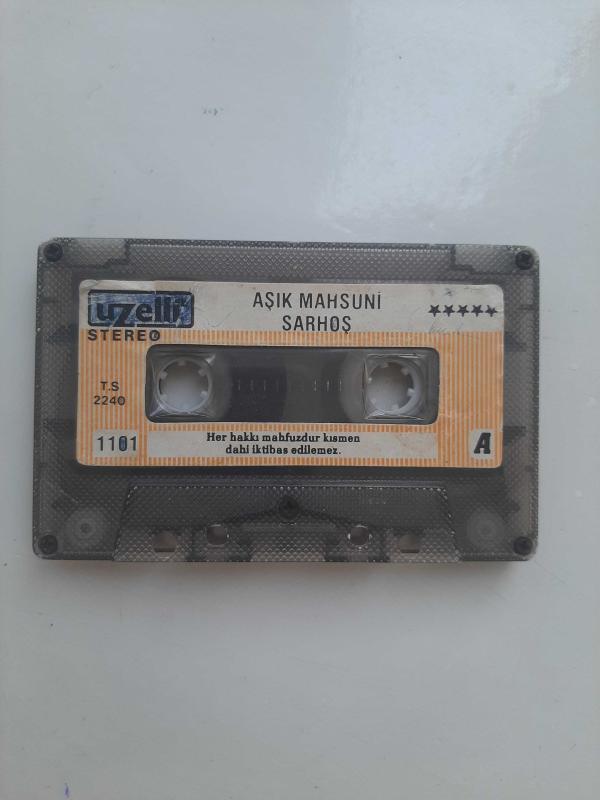 uzelli
STEREO
AŞIK MAHSUNİ
SARHOŞ
★★★★★
T.S
2240
1101
Her hakkı mahfuzdur kısmen
dahi iktibas edilemez.
A